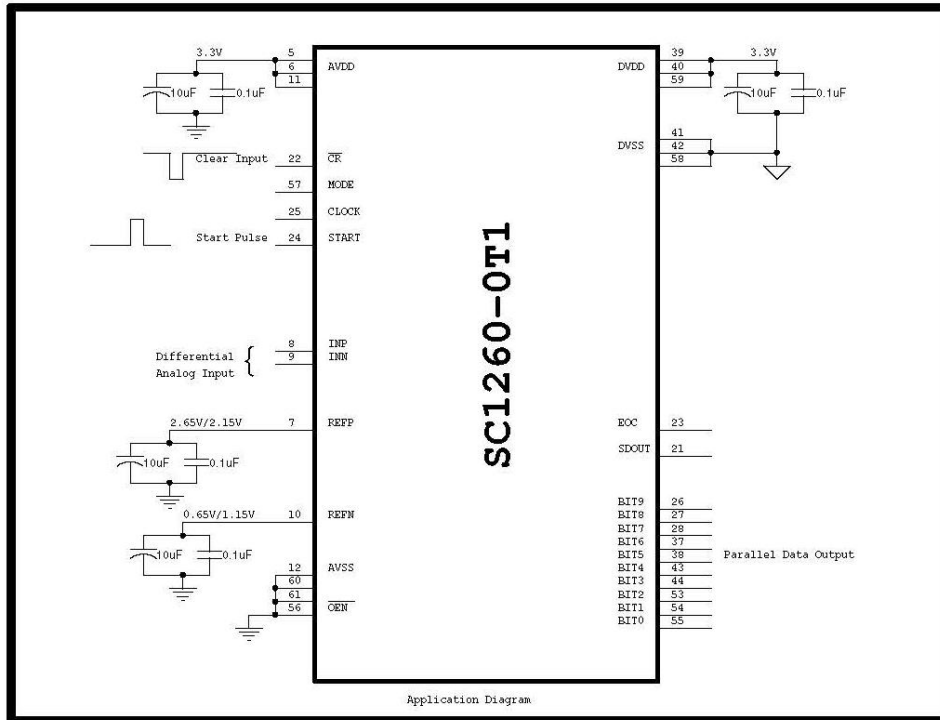 3.3V
5
6
11
AVDD
10uF
0.1uF
Clear Input
22
CR
57
MODE
25
CLOCK
Start Pulse
24
START
Differential
Analog Input
8
INP
9
INN
2.65V/2.15V
7
REFP
10uF
0.1uF
0.65V/1.15V
10
REFN
10uF
0.1uF
12
AVSS
60
61
56
OEN
SC1260-0T1
39
3.3V
DVDD
40
59
10uF
0.1uF
41
DVSS
42
58
EOC
23
SDOUT
21
BIT9
26
BIT8
27
BIT7
28
BIT6
37
BIT5
38
Parallel Data Output
BIT4
43
BIT3
44
BIT2
53
BIT1
54
BIT0
55
Application Diagram